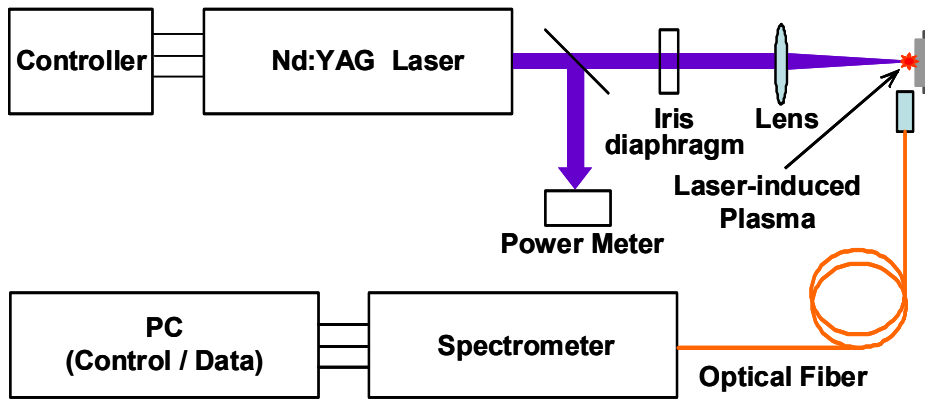 Controller
Nd:YAG Laser
Iris
diaphragm
Lens
Laser-induced
Plasma
Power Meter
PC
(Control / Data)
Spectrometer
Optical Fiber